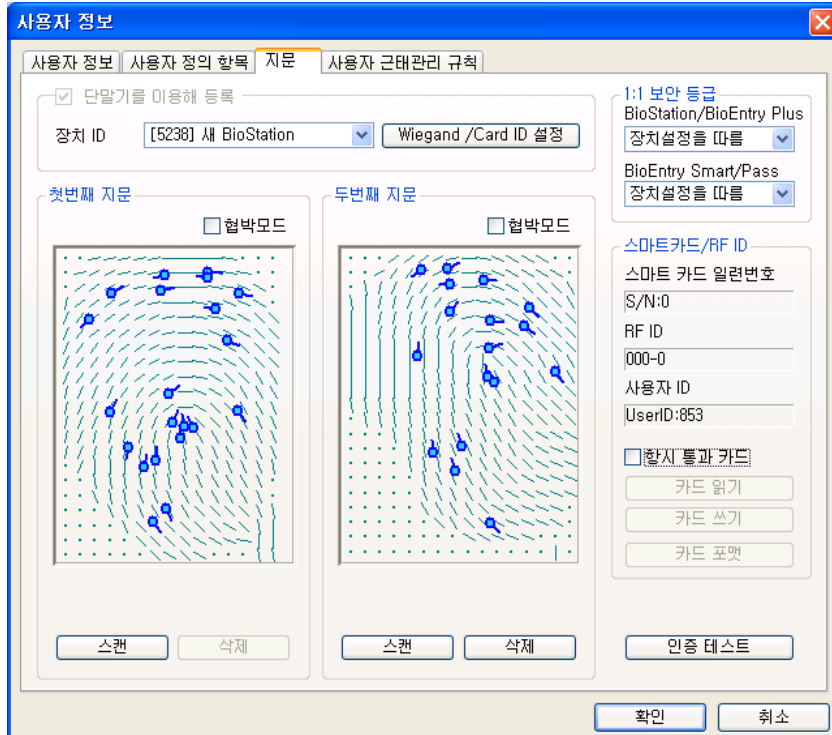 사용자 정보
사용자 정보 사용자 정의 항목 지문 사용자 근태관리 규칙
단말기를 이용해 등록
장치 ID [5238] 새 BioStation Wiegand /Card ID 설정
1:1 보안 등급
BioStation/BioEntry Plus
장치설정을 따름
BioEntry Smart/Pass
장치설정을 따름
첫번째 지문
협박모드
두번째 지문
협박모드
스마트카드/RF ID
스마트 카드 일련번호
S/N:0
RF ID
000-0
사용자 ID
UserID:853
항시 통과 카드
카드 읽기
카드 쓰기
카드 포맷
스캔 삭제
스캔 삭제
인증 테스트
확인 취소